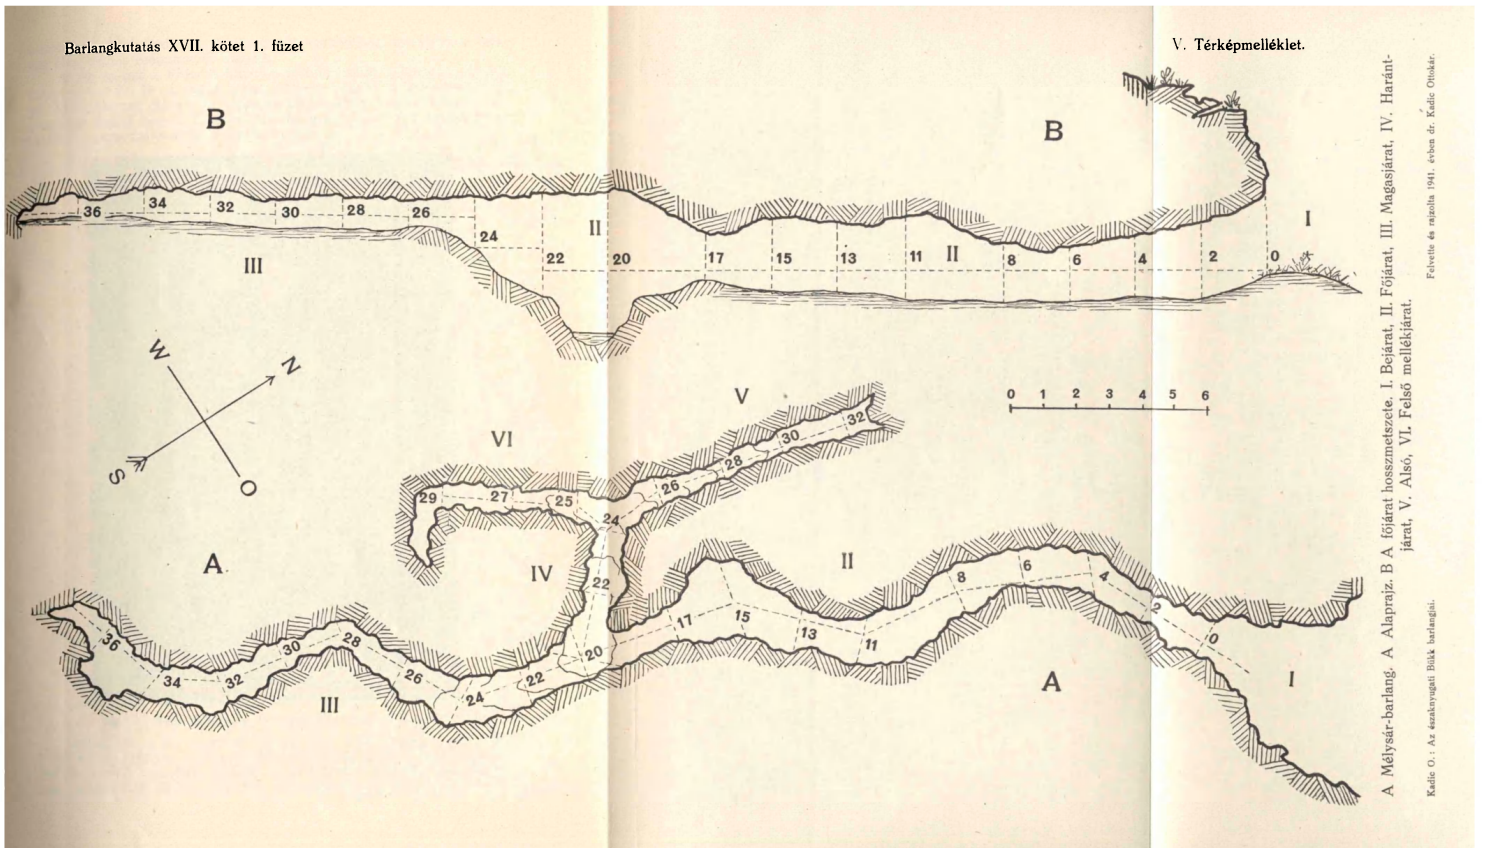 Barlangkutatás XVII. kötet 1. füzet
V. Térképmelléklet.
B
B
36
34
32
30
28
26
24
22
II
20
17
15
13
11
II
8
6
4
2
0
I
III
W
N
S
O
0 1 2 3 4 5 6
V
VI
29
27
25
24
26
28
30
32
A
IV
22
II
36
34
32
30
28
26
24
22
20
17
15
13
11
8
6
4
2
0
III
A
I
A Mélysár-barlang. A Alaprajz. B A főjárat hosszmetszete. I. Bejárat, II. Főjárat, III. Magasjárat, IV. Haránt-
járat, V. Alsó, VI. Felső mellékjárat.
Kadic O.: Az északnyugati Bükk barlangjai.
Felvette és rajzolta 1941. évben dr. Kadic Ottokár.